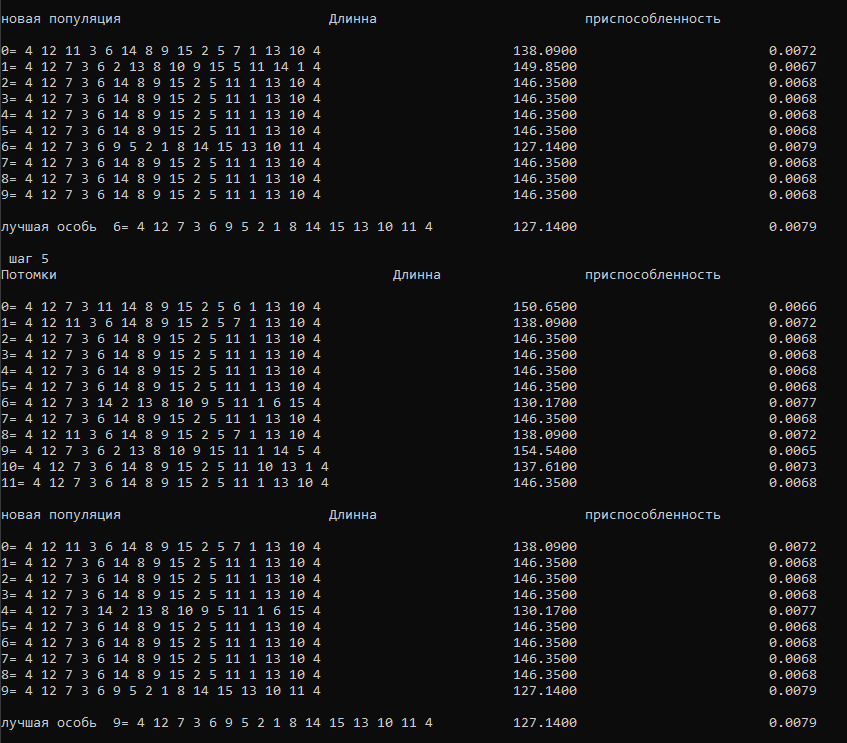 новая популяция Длинна приспособленность
0= 4 12 11 3 6 14 8 9 15 2 5 7 1 13 10 4 138.0900 0.0072
1= 4 12 7 3 6 2 13 8 10 9 15 5 11 14 1 4 149.8500 0.0067
2= 4 12 7 3 6 14 8 9 15 2 5 11 1 13 10 4 146.3500 0.0068
3= 4 12 7 3 6 14 8 9 15 2 5 11 1 13 10 4 146.3500 0.0068
4= 4 12 7 3 6 14 8 9 15 2 5 11 1 13 10 4 146.3500 0.0068
5= 4 12 7 3 6 14 8 9 15 2 5 11 1 13 10 4 146.3500 0.0068
6= 4 12 7 3 6 9 5 2 1 8 14 15 13 10 11 4 127.1400 0.0079
7= 4 12 7 3 6 14 8 9 15 2 5 11 1 13 10 4 146.3500 0.0068
8= 4 12 7 3 6 14 8 9 15 2 5 11 1 13 10 4 146.3500 0.0068
9= 4 12 7 3 6 14 8 9 15 2 5 11 1 13 10 4 146.3500 0.0068
лучшая особь 6= 4 12 7 3 6 9 5 2 1 8 14 15 13 10 11 4 127.1400 0.0079
шаг 5
Потомки Длинна приспособленность
0= 4 12 7 3 11 14 8 9 15 2 5 6 1 13 10 4 150.6500 0.0066
1= 4 12 11 3 6 14 8 9 15 2 5 7 1 13 10 4 138.0900 0.0072
2= 4 12 7 3 6 14 8 9 15 2 5 11 1 13 10 4 146.3500 0.0068
3= 4 12 7 3 6 14 8 9 15 2 5 11 1 13 10 4 146.3500 0.0068
4= 4 12 7 3 6 14 8 9 15 2 5 11 1 13 10 4 146.3500 0.0068
5= 4 12 7 3 6 14 8 9 15 2 5 11 1 13 10 4 146.3500 0.0068
6= 4 12 7 3 14 2 13 8 10 9 5 11 1 6 15 4 130.1700 0.0077
7= 4 12 7 3 6 14 8 9 15 2 5 11 1 13 10 4 146.3500 0.0068
8= 4 12 11 3 6 14 8 9 15 2 5 7 1 13 10 4 138.0900 0.0072
9= 4 12 7 3 6 2 13 8 10 9 15 11 1 14 5 4 154.5400 0.0065
10= 4 12 7 3 6 14 8 9 15 2 5 11 10 13 1 4 137.6100 0.0073
11= 4 12 7 3 6 14 8 9 15 2 5 11 1 13 10 4 146.3500 0.0068
новая популяция Длинна приспособленность
0= 4 12 11 3 6 14 8 9 15 2 5 7 1 13 10 4 138.0900 0.0072
1= 4 12 7 3 6 14 8 9 15 2 5 11 1 13 10 4 146.3500 0.0068
2= 4 12 7 3 6 14 8 9 15 2 5 11 1 13 10 4 146.3500 0.0068
3= 4 12 7 3 6 14 8 9 15 2 5 11 1 13 10 4 146.3500 0.0068
4= 4 12 7 3 14 2 13 8 10 9 5 11 1 6 15 4 130.1700 0.0077
5= 4 12 7 3 6 14 8 9 15 2 5 11 1 13 10 4 146.3500 0.0068
6= 4 12 7 3 6 14 8 9 15 2 5 11 1 13 10 4 146.3500 0.0068
7= 4 12 7 3 6 14 8 9 15 2 5 11 1 13 10 4 146.3500 0.0068
8= 4 12 7 3 6 14 8 9 15 2 5 11 1 13 10 4 146.3500 0.0068
9= 4 12 7 3 6 9 5 2 1 8 14 15 13 10 11 4 127.1400 0.0079
лучшая особь 9= 4 12 7 3 6 9 5 2 1 8 14 15 13 10 11 4 127.1400 0.0079